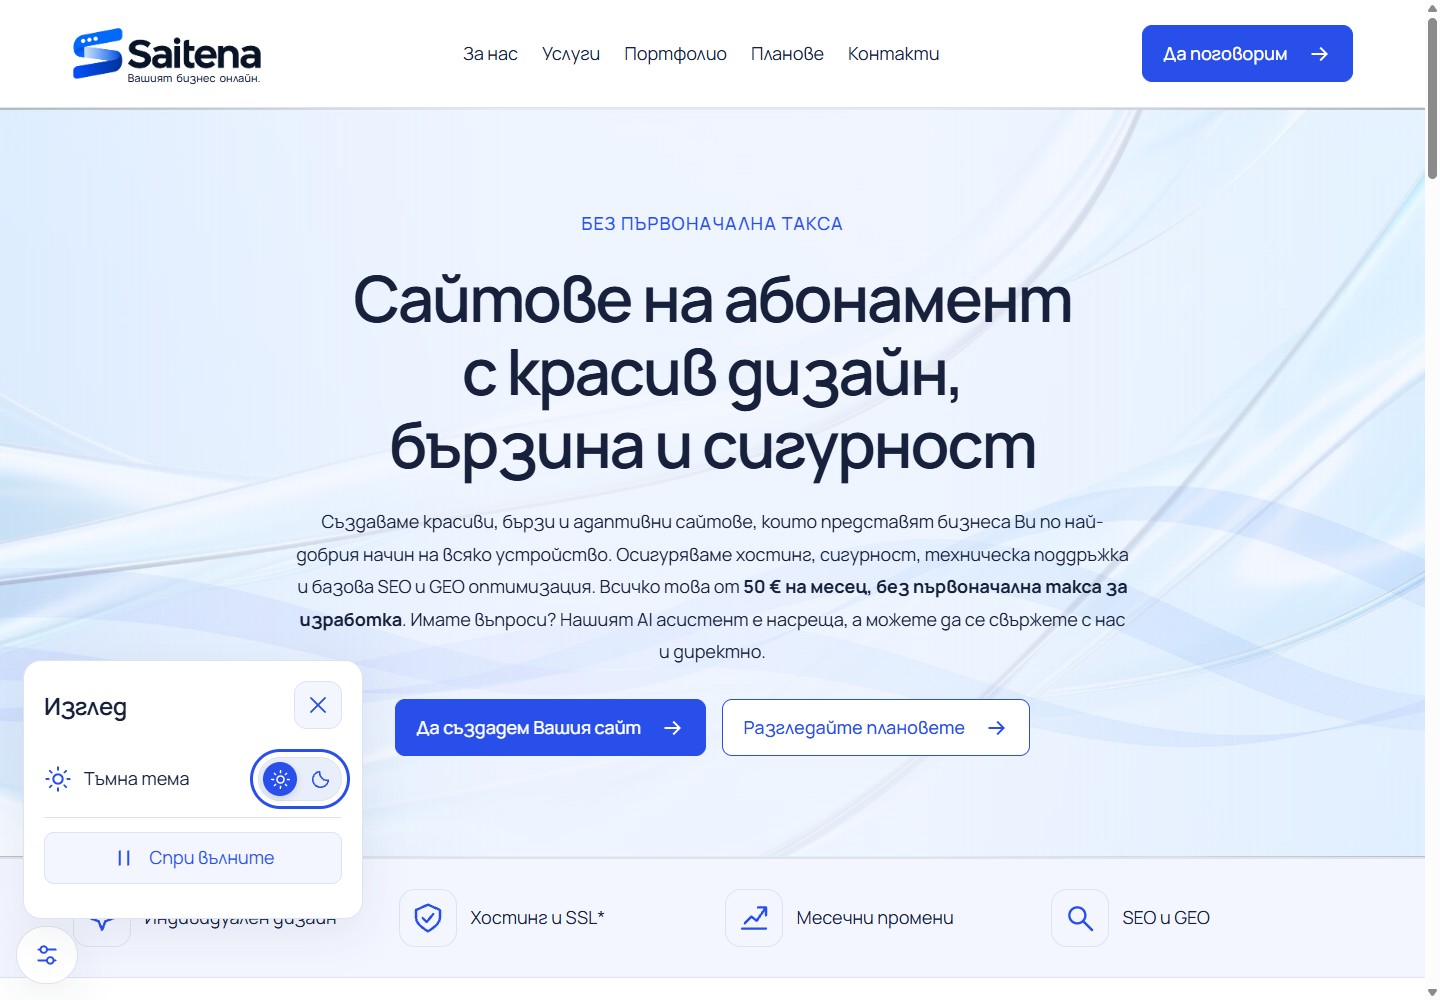 Saitena
Вашият бизнес онлайн.
За нас
Услуги
Портфолио
Планове
Контакти
Да поговорим
БЕЗ ПЪРВОНАЧАЛНА ТАКСА
Сайтове на абонамент
с красив дизайн,
бързина и сигурност
Създаваме красиви, бързи и адаптивни сайтове, които представят бизнеса Ви по най-
добрия начин на всяко устройство. Осигуряваме хостинг, сигурност, техническа поддръжка
и базова SEO и GEO оптимизация. Всичко това от 50 € на месец, без първоначална такса за
изработка. Имате въпроси? Нашият AI асистент е насреща, а можете да се свържете с нас
и директно.
Да създадем Вашия сайт
Разгледайте плановете
Изглед
Тъмна тема
Спри вълните
Индивидуален дизайн
Хостинг и SSL*
Месечни промени
SEO и GEO